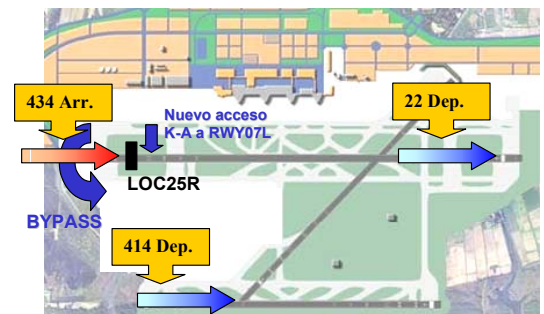 434 Arr.
22 Dep.
Nuevo acceso
K-A a RWY07L
LOC25R
BYPASS
414 Dep.